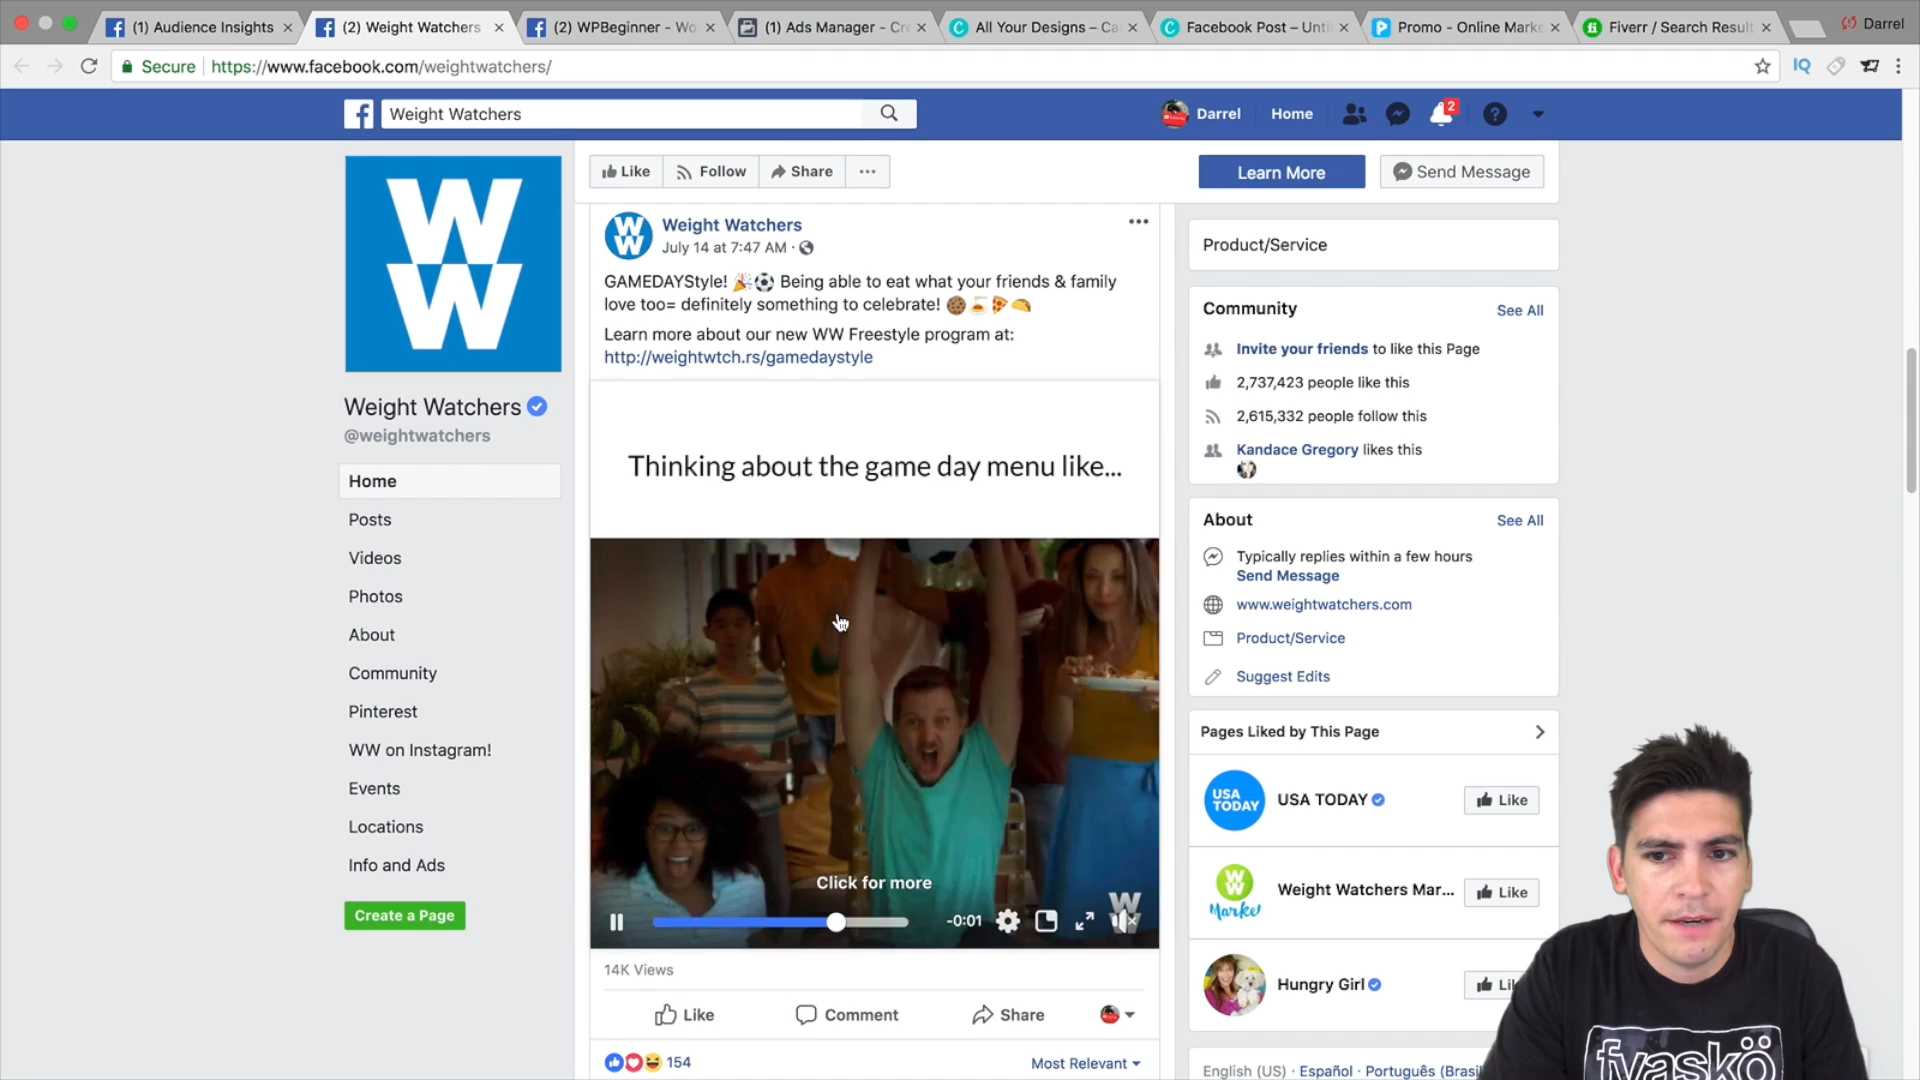 (1) Audience Insights
(2) Weight Watchers
(2) WPBeginner - Wo
(1) Ads Manager - Cre
All Your Designs – Ca
Facebook Post – Unti
Promo - Online Marke
Fiverr / Search Result
Darrel
Secure
https://www.facebook.com/weightwatchers/
IQ
Weight Watchers
Darrel
Home
2
Like
Follow
Share
Learn More
Send Message
Weight Watchers
@weightwatchers
Home
Posts
Videos
Photos
About
Community
Pinterest
WW on Instagram!
Events
Locations
Info and Ads
Create a Page
Weight Watchers
July 14 at 7:47 AM ·
GAMEDAYStyle! 🎉⚽ Being able to eat what your friends & family
love too= definitely something to celebrate! 🍪🍝🍕🌮
Learn more about our new WW Freestyle program at:
http://weightwtch.rs/gamedaystyle
Thinking about the game day menu like...
Click for more
-0:01
14K Views
Like
Comment
Share
154
Most Relevant
Product/Service
Community
See All
Invite your friends to like this Page
2,737,423 people like this
2,615,332 people follow this
Kandace Gregory likes this
About
See All
Typically replies within a few hours
Send Message
www.weightwatchers.com
Product/Service
Suggest Edits
Pages Liked by This Page
USA TODAY
USA TODAY
Like
WW
Market
Weight Watchers Mar...
Like
Hungry Girl
English (US) · Español · Português (Brasil
fvaskö